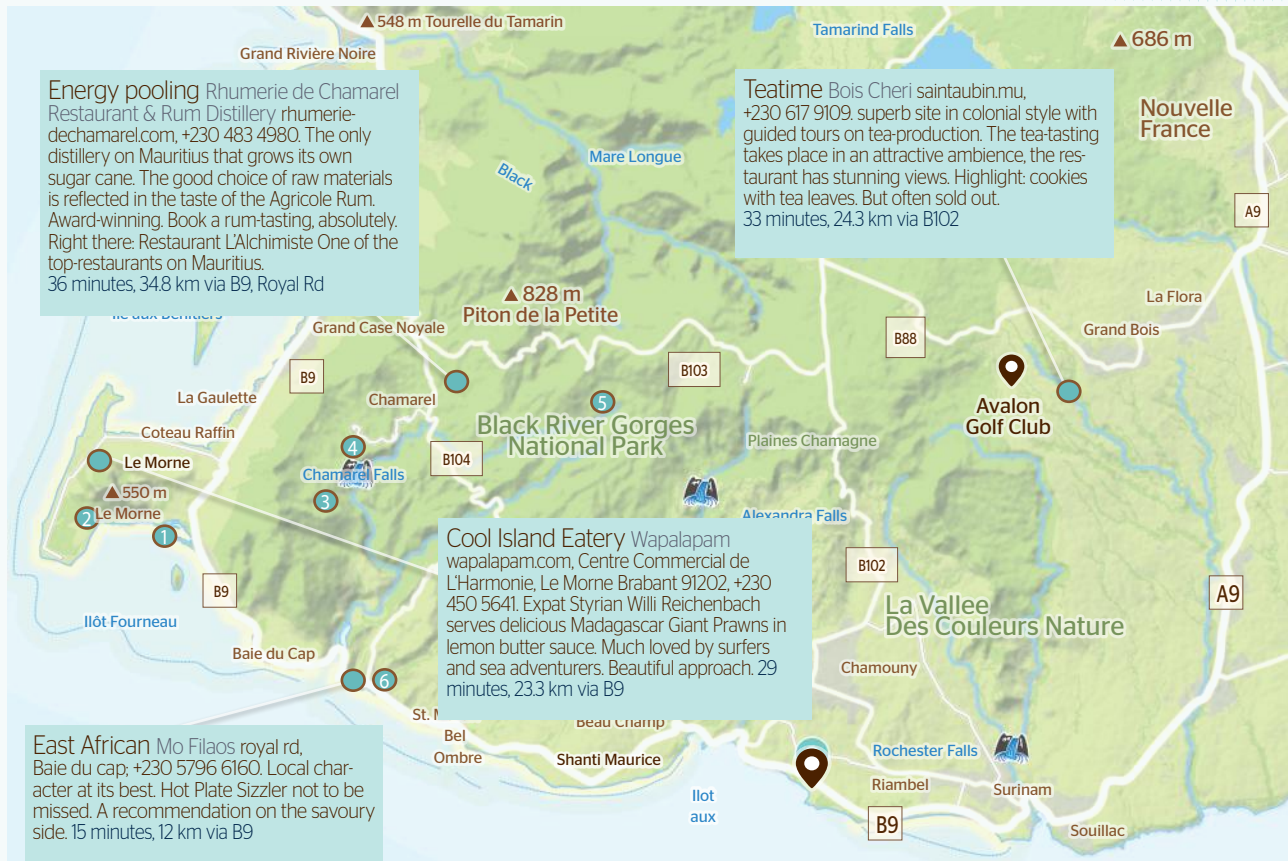 548 m Tourelle du Tamarin
Tamarind Falls
686 m
Grand Rivière Noire
Energy pooling Rhumerie de Chamarel
Restaurant & Rum Distillery rhumerie-
dechamarel.com, +230 483 4980. The only
distillery on Mauritius that grows its own
sugar cane. The good choice of raw materials
is reflected in the taste of the Agricole Rum.
Award-winning. Book a rum-tasting, absolutely.
Right there: Restaurant L'Alchimiste One of the
top-restaurants on Mauritius.
36 minutes, 34.8 km via B9, Royal Rd
Teatime Bois Cheri saintaubin.mu,
+230 617 9109. superb site in colonial style with
guided tours on tea-production. The tea-tasting
takes place in an attractive ambience, the res-
taurant has stunning views. Highlight: cookies
with tea leaves. But often sold out.
33 minutes, 24.3 km via B102
Nouvelle
France
Mare Longue
Black
A9
828 m
Piton de la Petite
La Flora
Grand Case Noyale
Grand Bois
B88
B103
B9
La Gaulette
Chamarel
5
Avalon
Golf Club
Black River Gorges
National Park
Coteau Raffin
4
Plaines Chamagne
B104
Le Morne
Chamarel Falls
550 m
3
2
Le Morne
Alexandra Falls
1
Cool Island Eatery Wapalapam
wapalapam.com, Centre Commercial de
L'Harmonie, Le Morne Brabant 91202, +230
450 5641. Expat Styrian Willi Reichenbach
serves delicious Madagascar Giant Prawns in
lemon butter sauce. Much loved by surfers
and sea adventurers. Beautiful approach. 29
minutes, 23.3 km via B9
B102
B9
A9
La Vallee
Des Couleurs Nature
Ilôt Fourneau
Baie du Cap
Chamouny
6
St.
Beau Champ
Bel
Ombre
Shanti Maurice
Rochester Falls
East African Mo Filaos royal rd,
Baie du cap; +230 5796 6160. Local char-
acter at its best. Hot Plate Sizzler not to be
missed. A recommendation on the savoury
side. 15 minutes, 12 km via B9
Riambel
Surinam
Ilot
aux
B9
Souillac